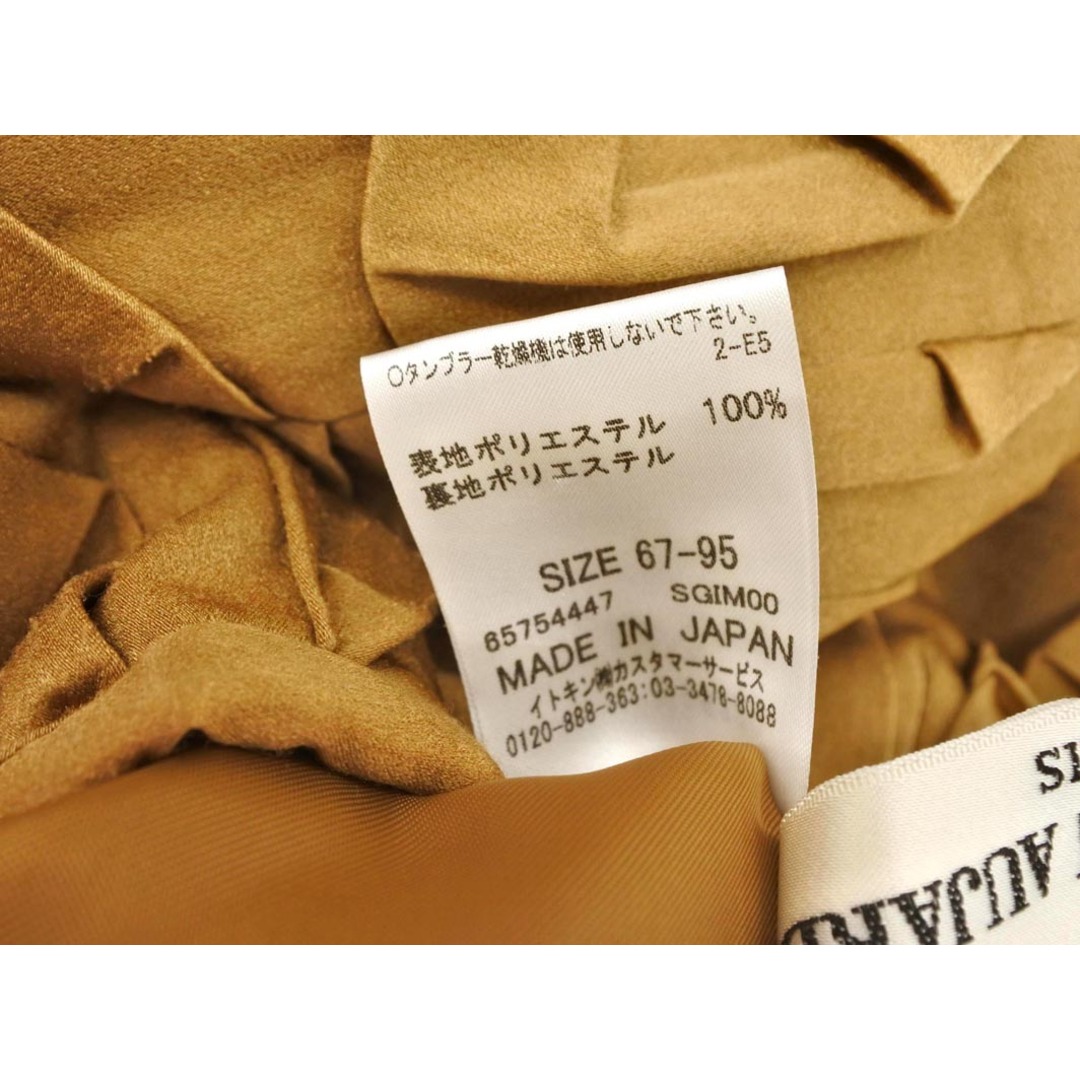 ○タンブラー乾燥機は使用しないで下さい。
2-E5
表地ポリエステル 100%
裏地ポリエステル
SIZE 67-95
65754447 SGIM00
MADE IN JAPAN
イトキン㈱カスタマーサービス
0120-888-363:03-3478-8088